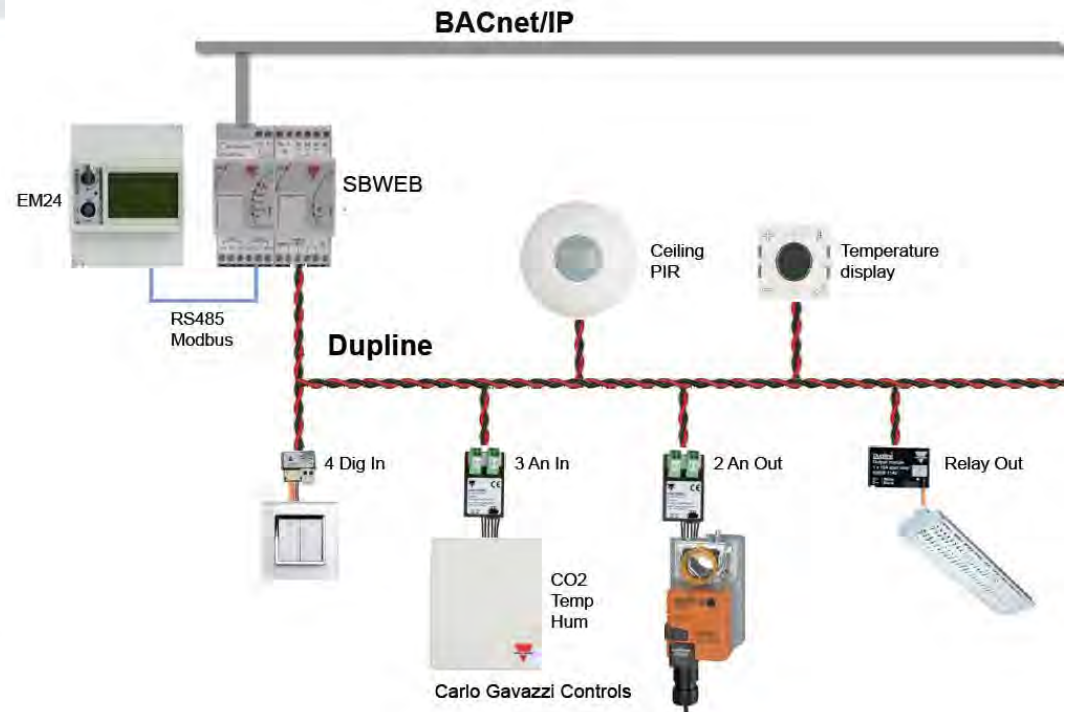 BACnet/IP
EM24
SBWEB
RS485
Modbus
Ceiling
PIR
Temperature
display
Dupline
4 Dig In
3 An In
2 An Out
Relay Out
CO2
Temp
Hum
Carlo Gavazzi Controls